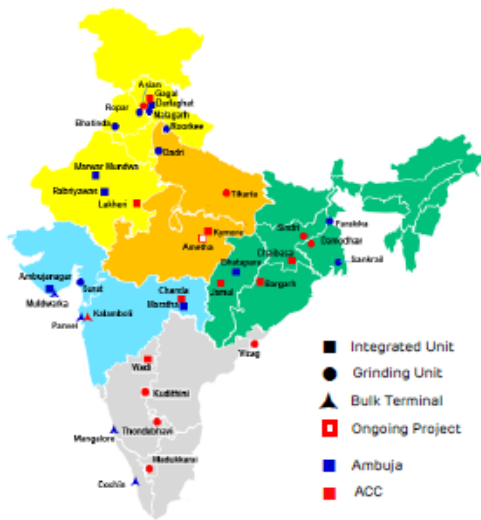 Asian
Gagal
Ropar
Darlaghat
Nalagarh
Bhatinda
Roorkee
Dadri
Marwar Mundwa
Rabriyawas
Lakheri
Tikaria
Kymore
Ametha
Sindri
Farakka
Damodhar
Chaibasa
Sankrail
Bhatapara
Jamul
Bargarh
Ambujanagar
Surat
Muldwarka
Chanda
Maratha
Panvel
Kalamboli
Vizag
Wadi
Kudithini
Thondabhavi
Mangalore
Madukkarai
Cochin
Integrated Unit
Grinding Unit
Bulk Terminal
Ongoing Project
Ambuja
ACC